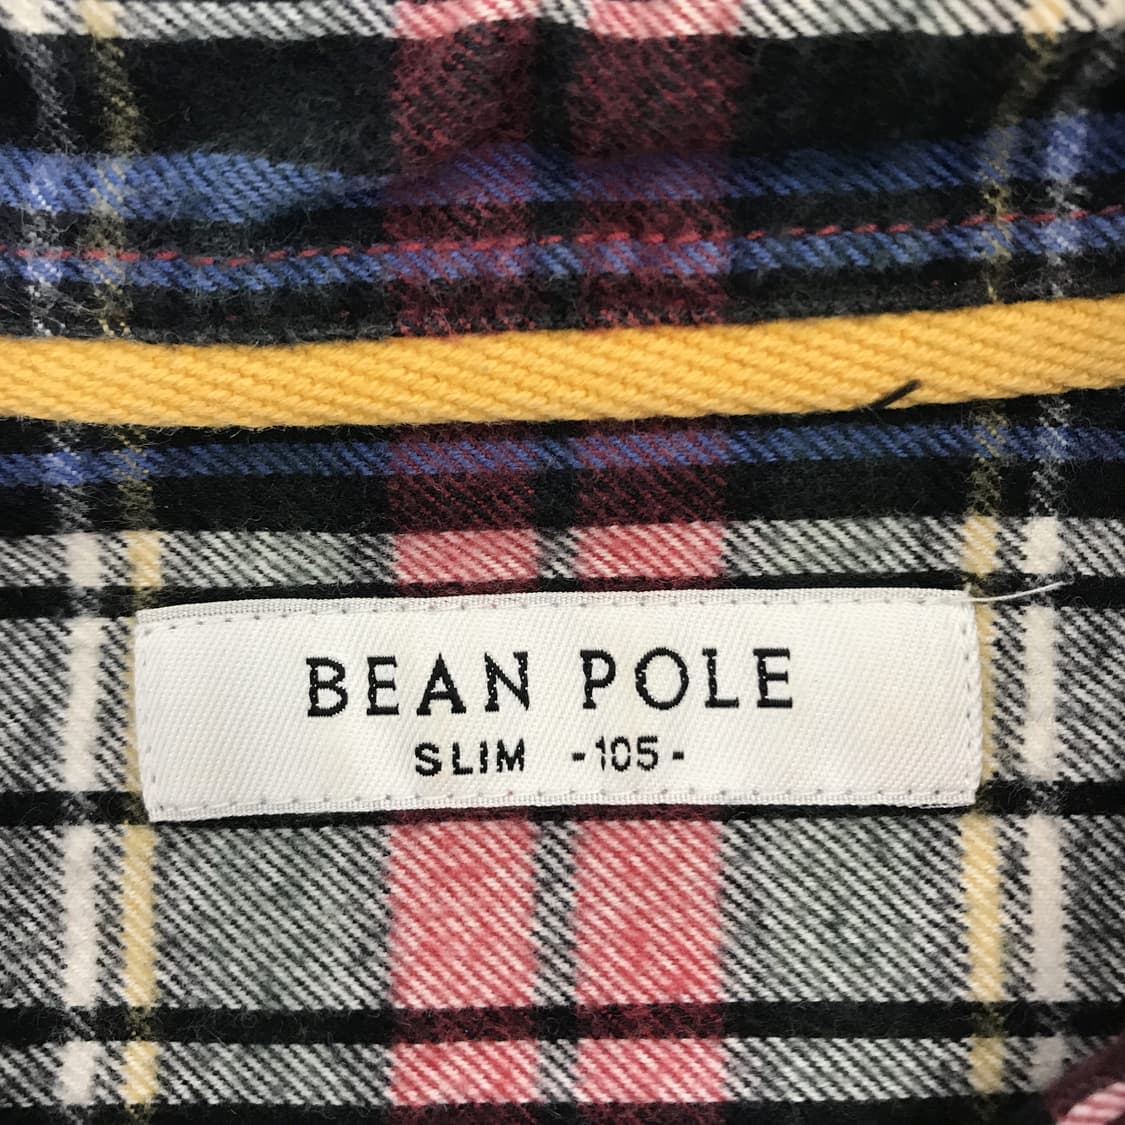 BEAN POLE
SLIM -105-